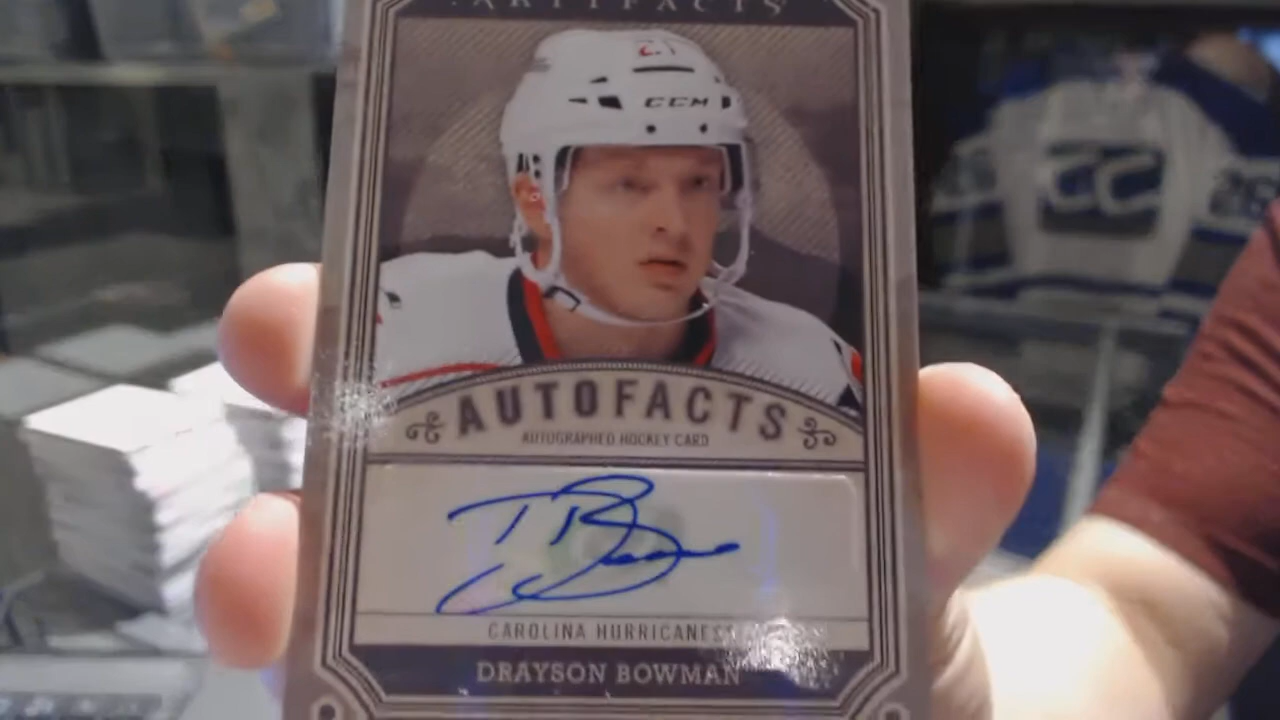 ARTIFACTS
CCM
AUTOFACTS
AUTOGRAPHED HOCKEY CARD
CAROLINA HURRICANES
DRAYSON BOWMAN